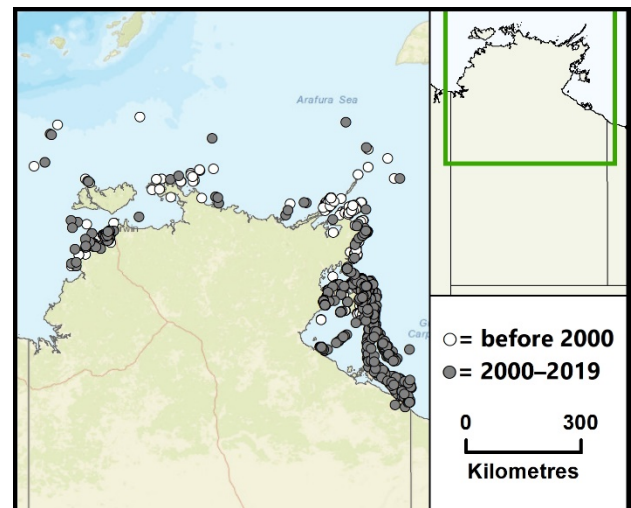 Arafura Sea
= before 2000
= 2000–2019
0 300
Kilometres